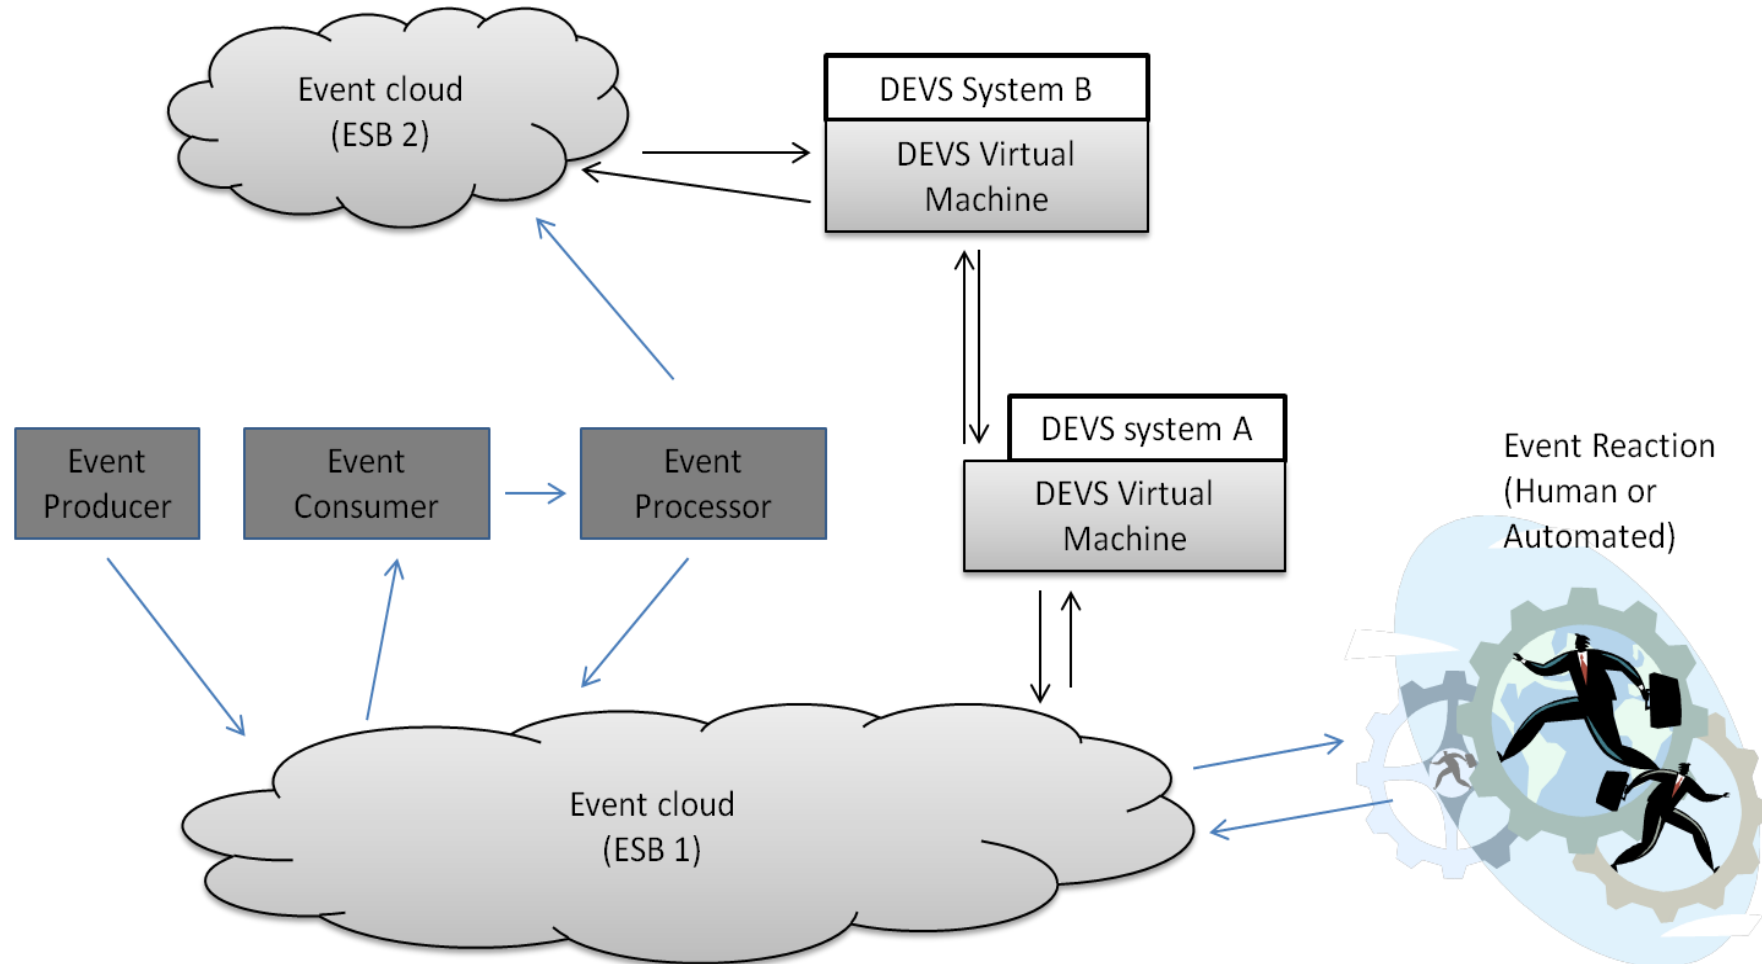 Event cloud
(ESB 2)
DEVS System B
DEVS Virtual
Machine
Event
Producer
Event
Consumer
Event
Processor
DEVS system A
DEVS Virtual
Machine
Event Reaction
(Human or
Automated)
Event cloud
(ESB 1)